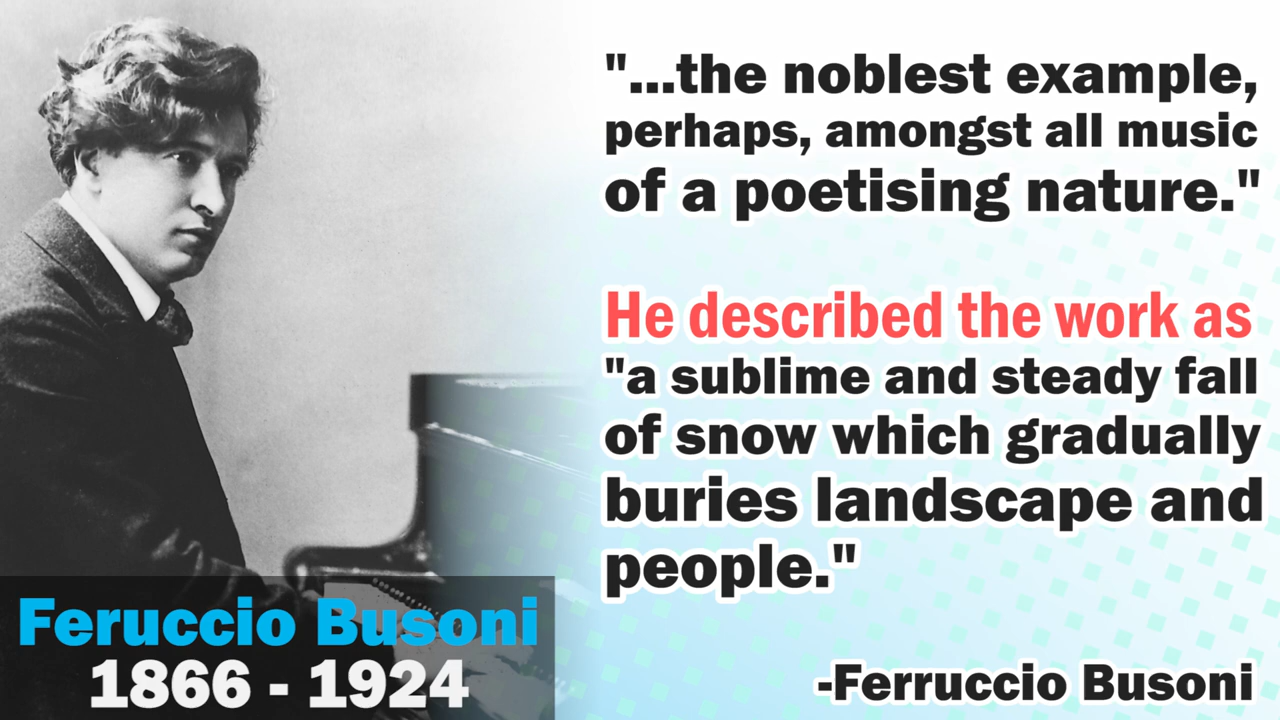 "...the noblest example,
perhaps, amongst all music
of a poetising nature."
He described the work as
"a sublime and steady fall
of snow which gradually
buries landscape and
people."
-Ferruccio Busoni
Feruccio Busoni
1866 - 1924